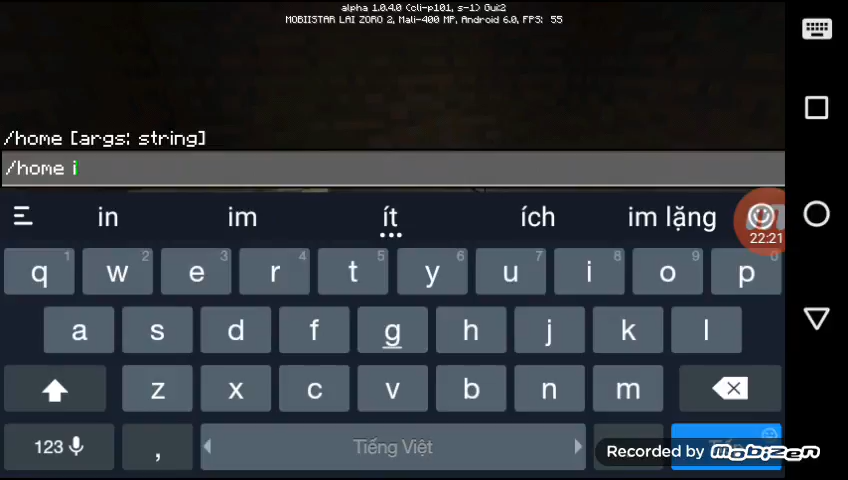 alpha 1.0.4.0 (cli-p101, s-1) Gui:2
MOBIISTAR LAI ZORO 2, Mali-400 MP, Android 6.0, FPS: 55
/home [args: string]
/home i
in im ít ích im lặng
22:21
q 1 w 2 e 3 r 4 t 5 y 6 u 7 i 8 o 9 p 0
a s d f g h j k l
z x c v b n m
123 , Tiếng Việt
Recorded by mobizen